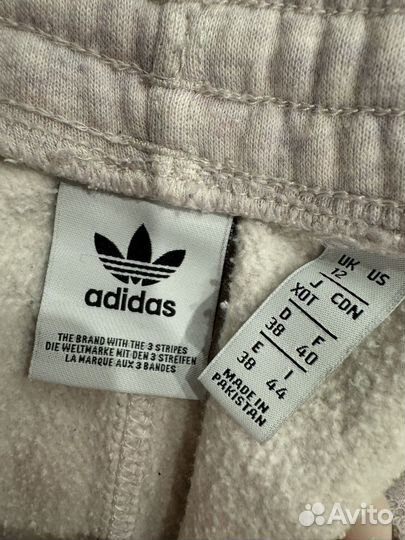 adidas
THE BRAND WITH THE 3 STRIPES
DIE WELTMARKE MIT DEN 3 STREIFEN
LA MARQUE AUX 3 BANDES
UK US
12
J CDN
XOT
D F
38 40
E I
38 44
MADE IN
PAKISTAN
Avito